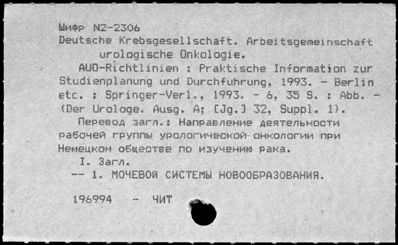 Шифр N2-2306
Deutsche Krebsgesellschaft. Arbeitsgemeinschaft
urologische Onkologie.
AUO-Richtlinien : Praktische Information zur
Studienplanung und Durchfuhrung, 1993. - Berlin
etc. : Springer-Verl., 1993. - 6, 35 S. : Abb. -
(Der Urologe. Ausg. A; [Jg.] 32, Suppl. 1).
Перевод загл.: Направление деятельности
рабочей группы урологической онкологии при
Немецком обществе по изучению рака.
I. Загл.
-- 1. МОЧЕВОЙ СИСТЕМЫ НОВООБРАЗОВАНИЯ.
196994 - ЧИТ